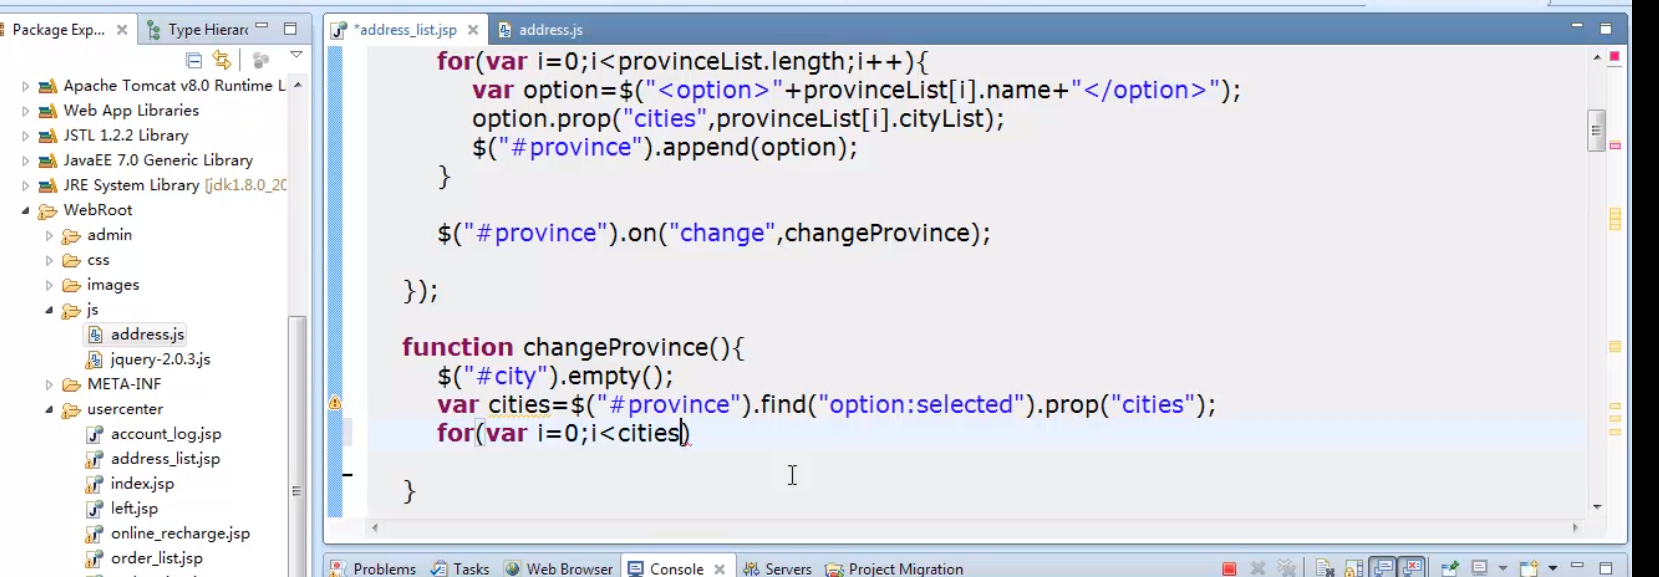 Package Exp...
Type Hierarc
*address_list.jsp
address.js
Apache Tomcat v8.0 Runtime L
Web App Libraries
JSTL 1.2.2 Library
JavaEE 7.0 Generic Library
JRE System Library [jdk1.8.0_20
WebRoot
admin
css
images
js
address.js
jquery-2.0.3.js
META-INF
usercenter
account_log.jsp
address_list.jsp
index.jsp
left.jsp
online_recharge.jsp
order_list.jsp
for(var i=0;i<provinceList.length;i++){
var option=$("<option>"+provinceList[i].name+"</option>");
option.prop("cities",provinceList[i].cityList);
$("#province").append(option);
}
$("#province").on("change",changeProvince);
});
function changeProvince(){
$("#city").empty();
var cities=$("#province").find("option:selected").prop("cities");
for(var i=0;i<cities)
}
Problems
Tasks
Web Browser
Console
Servers
Project Migration